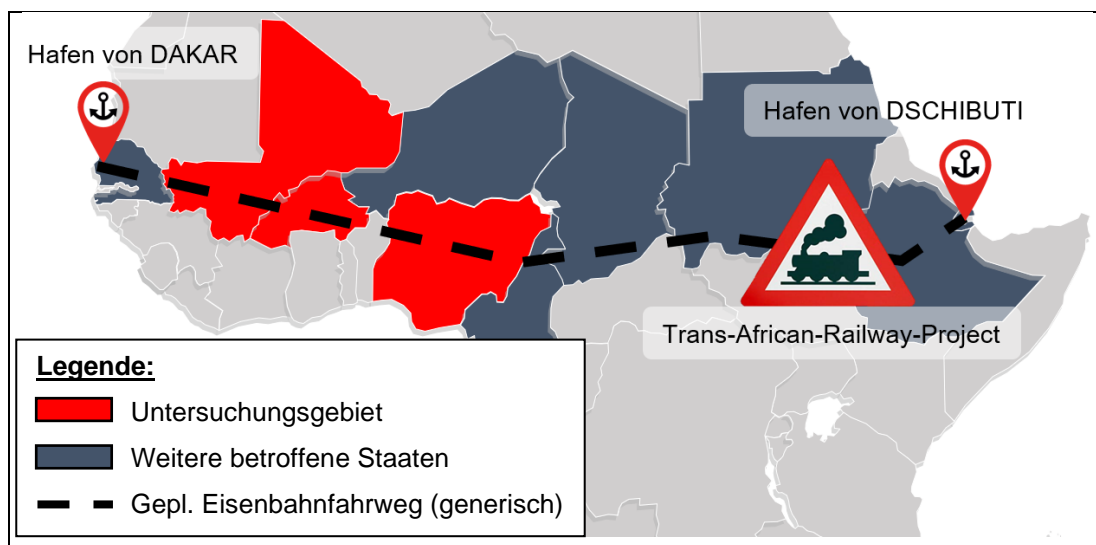 Hafen von DAKAR
Hafen von DSCHIBUTI
Trans-African-Railway-Project
Legende:
Untersuchungsgebiet
Weitere betroffene Staaten
Gepl. Eisenbahnfahrweg (generisch)